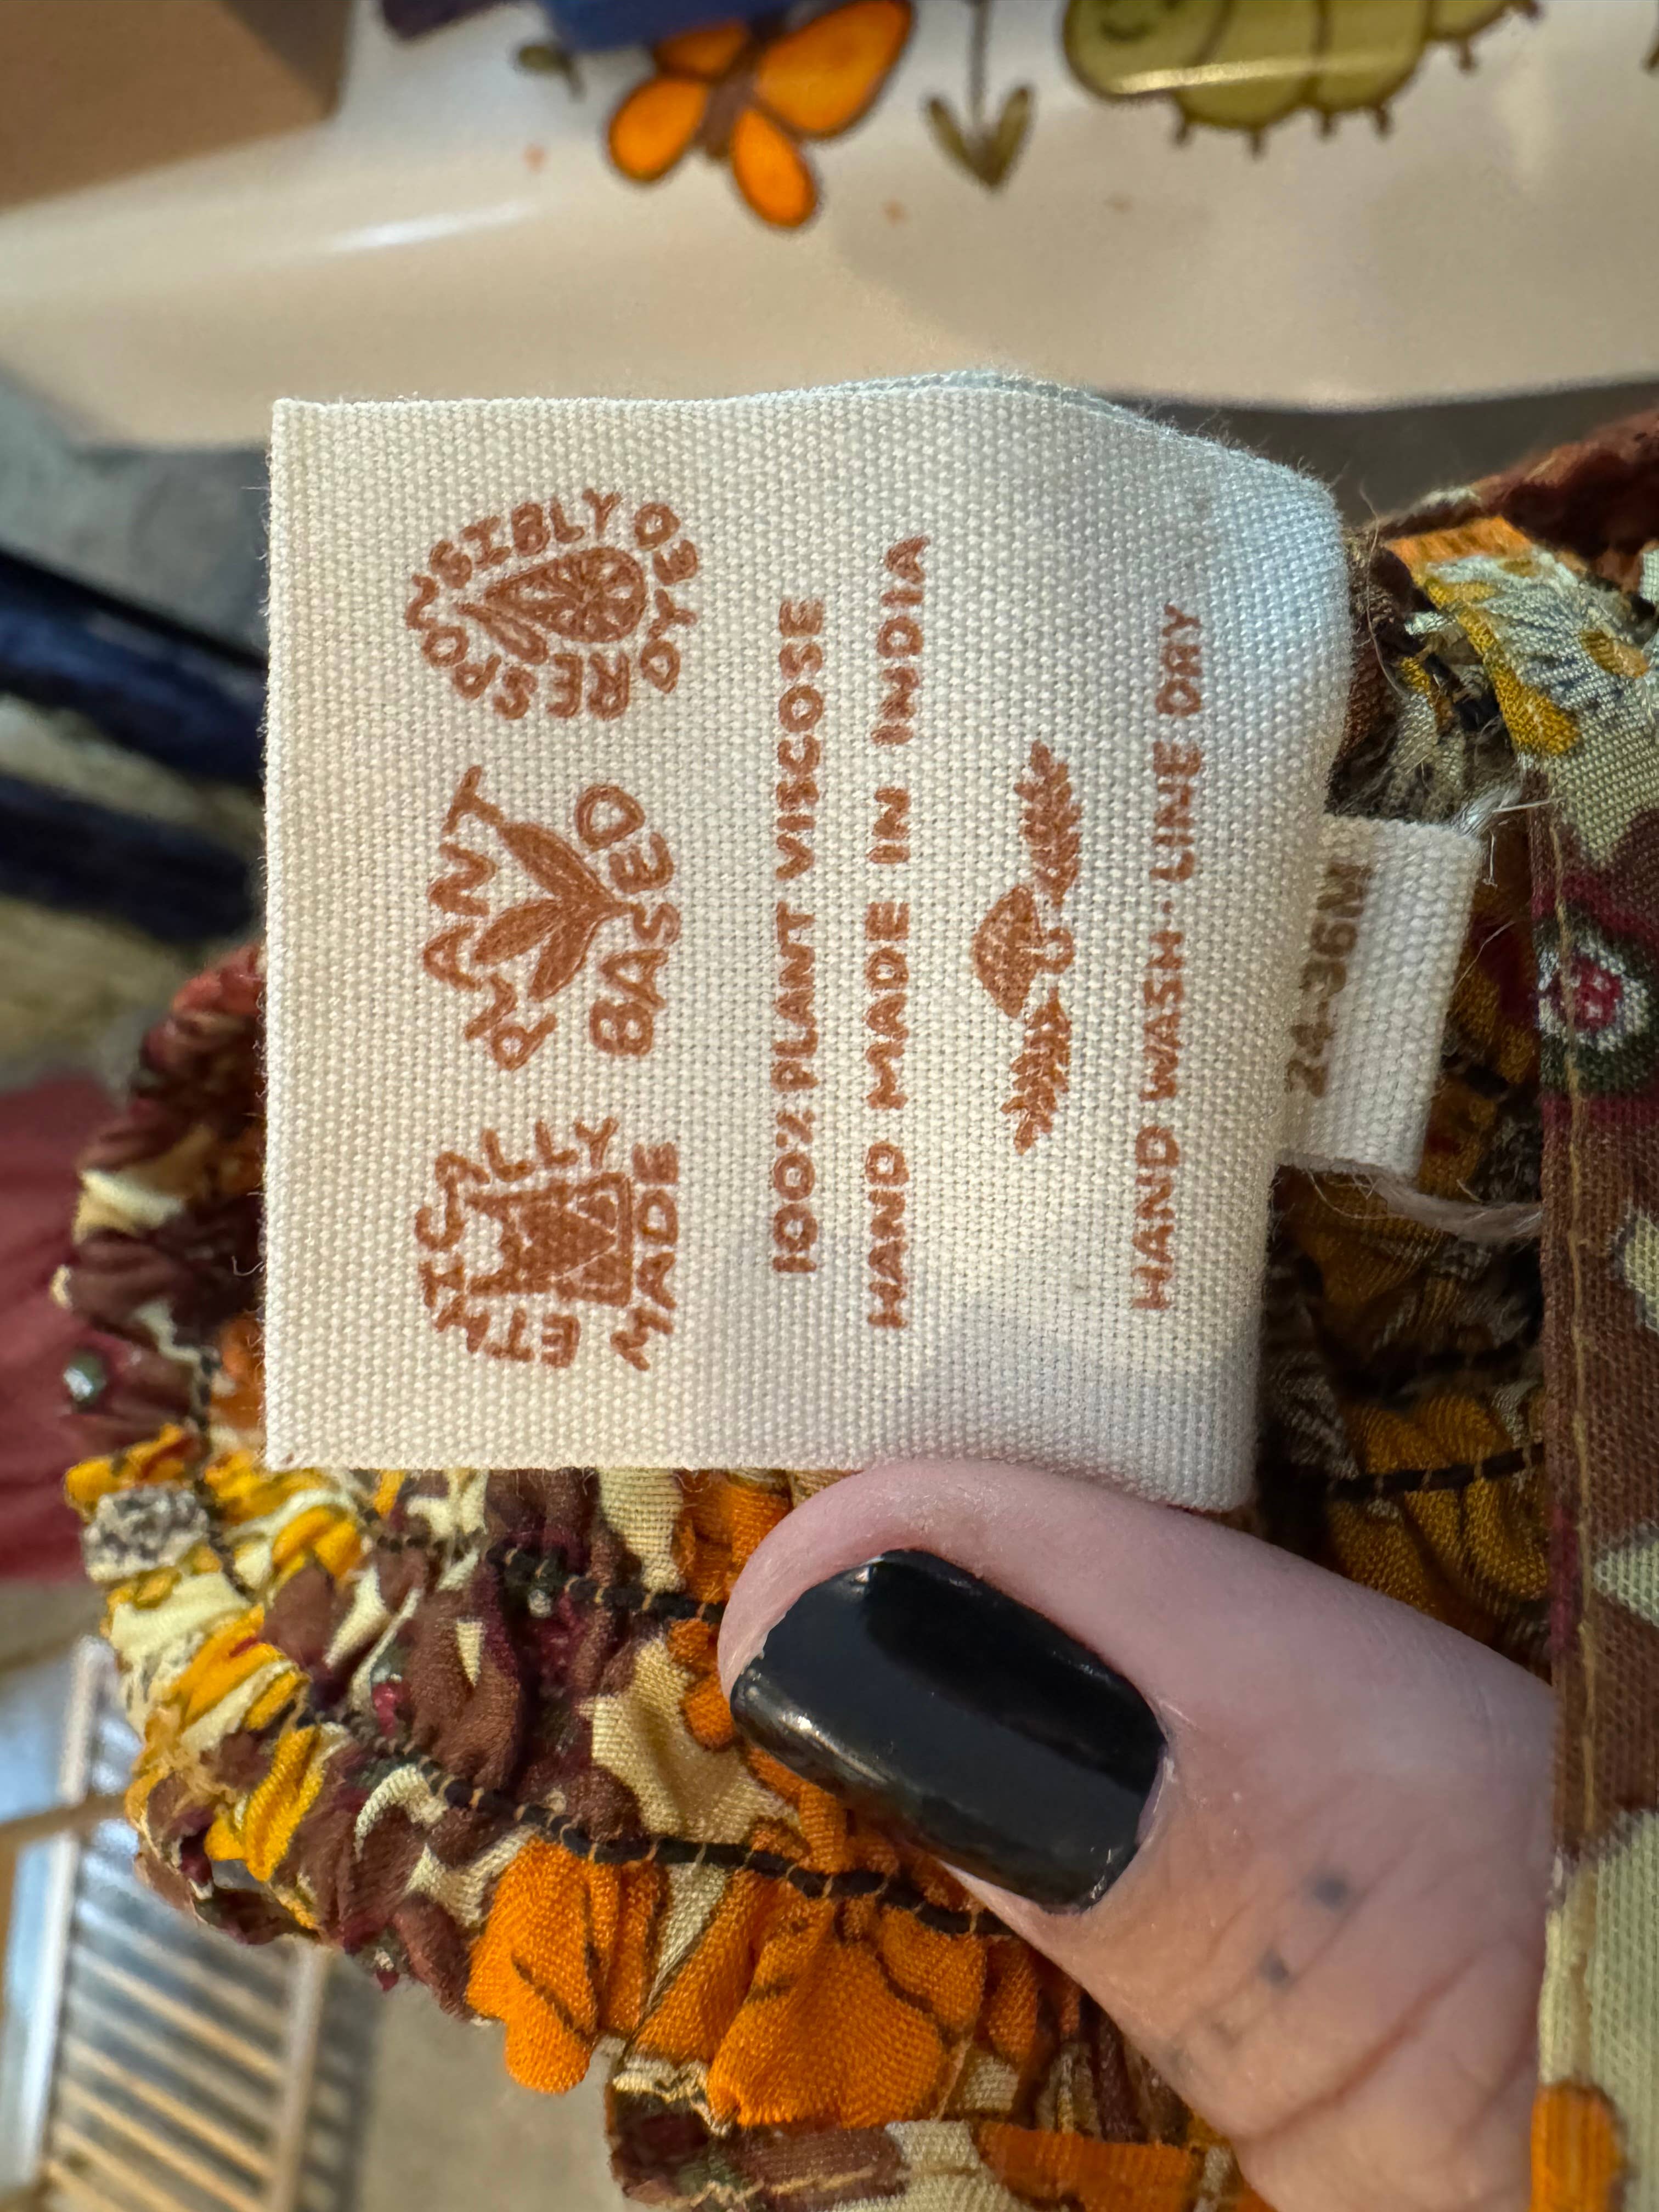 ETHICALLY MADE
PLANT BASED
RESPONSIBLY DYED
100% PLANT VISCOSE
HAND MADE IN INDIA
HAND WASH · LINE DRY
24-36M